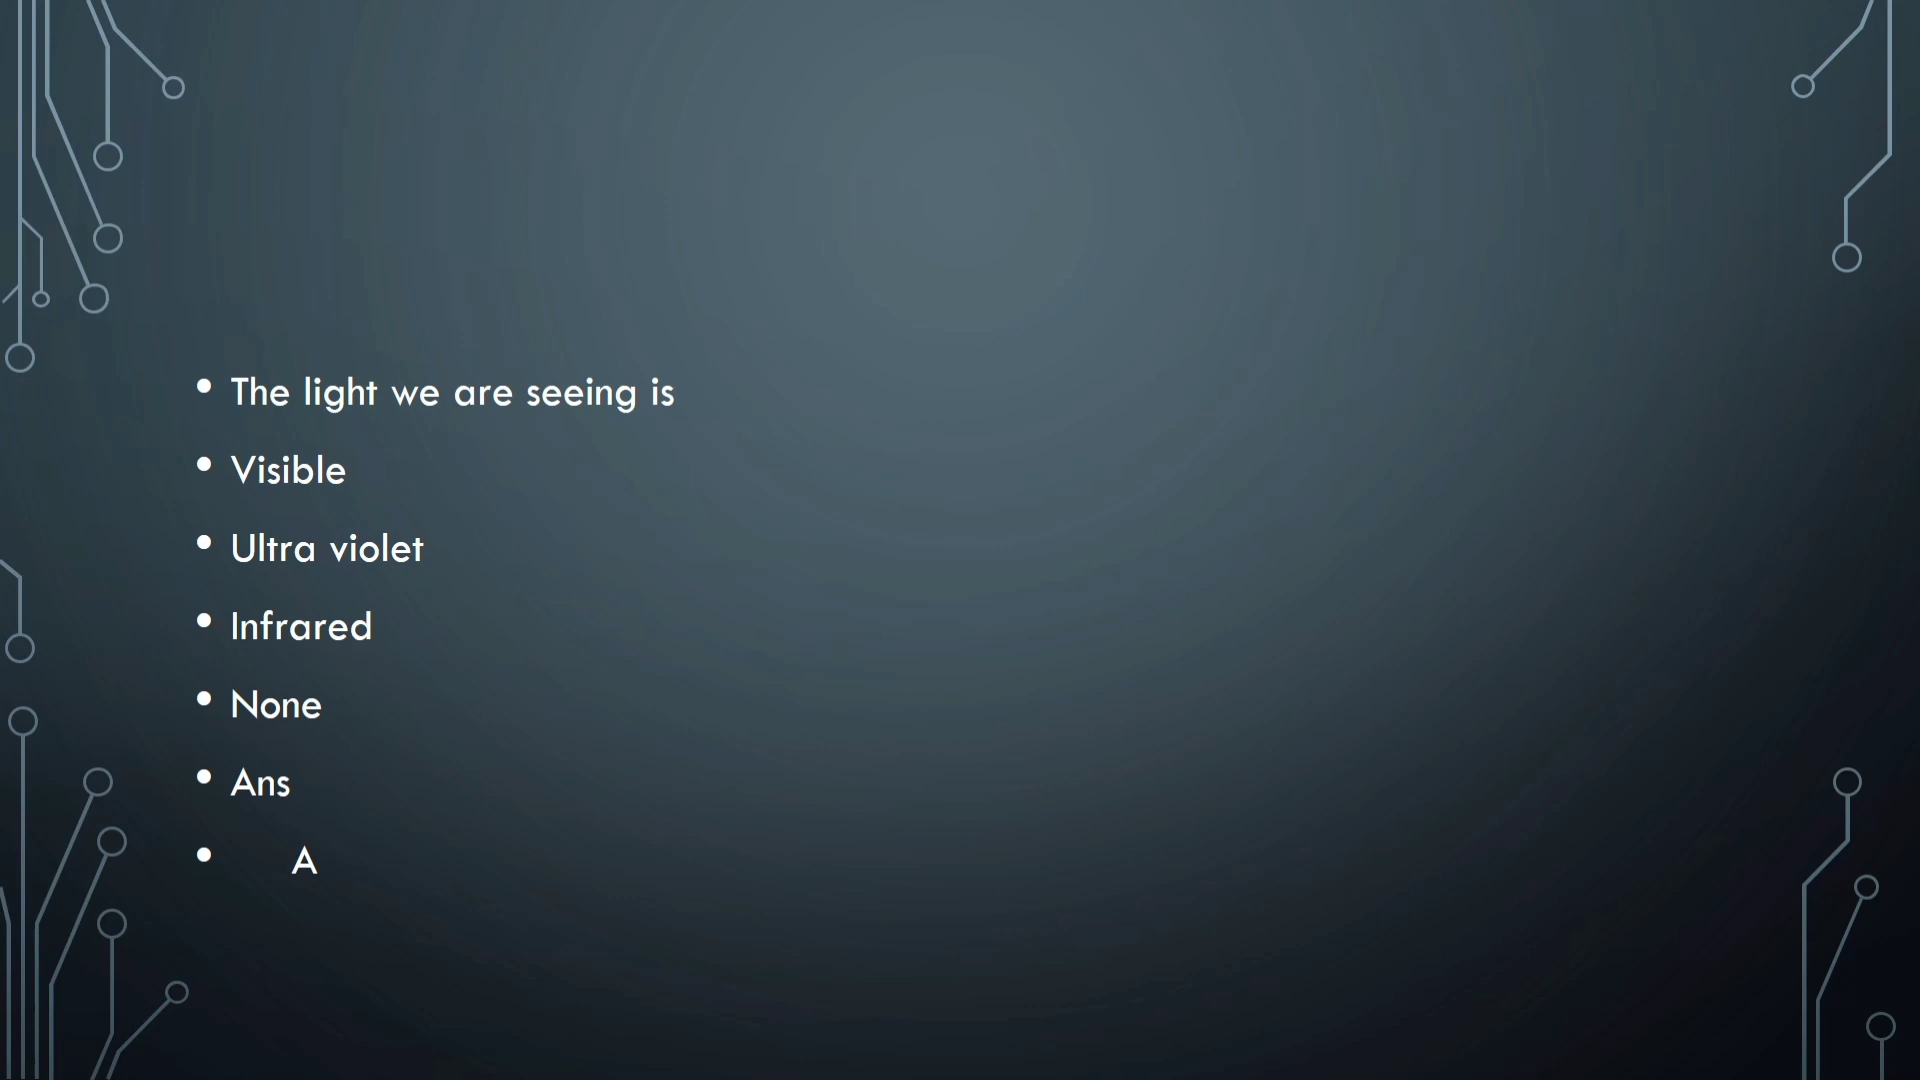 • The light we are seeing is
• Visible
• Ultra violet
• Infrared
• None
• Ans
• A